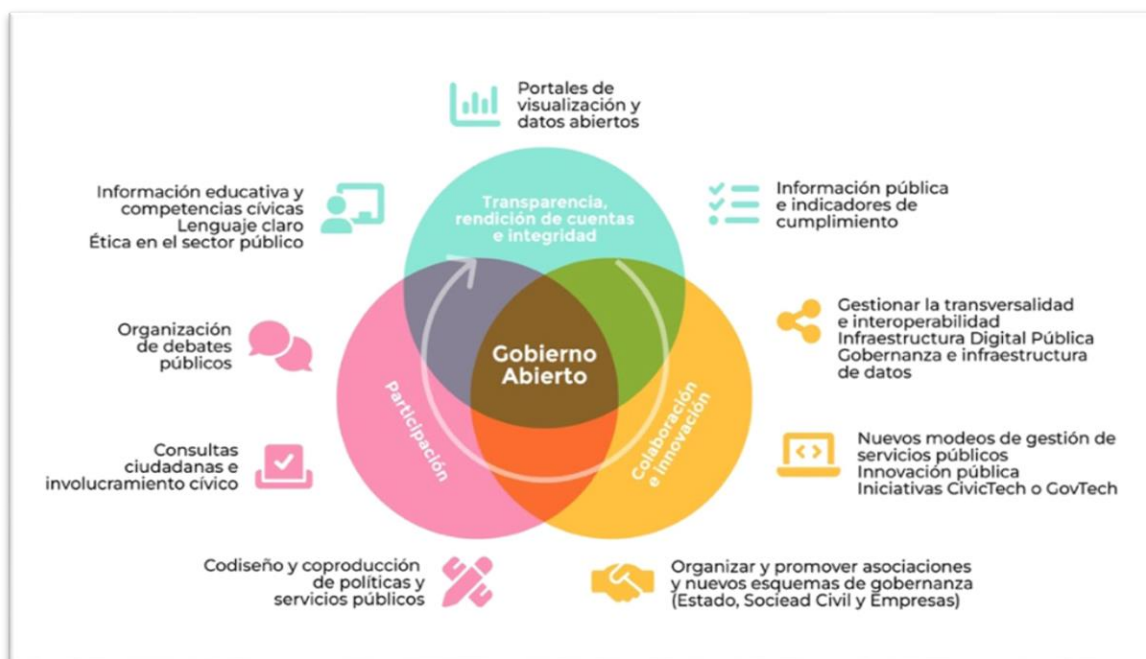 Portales de
visualización y
datos abiertos
Información educativa y
competencias cívicas
Lenguaje claro
Ética en el sector público
Transparencia,
rendición de cuentas
e integridad
Información pública
e indicadores de
cumplimiento
Organización
de debates
públicos
Gobierno
Abierto
Gestionar la transversalidad
e interoperabilidad
Infraestructura Digital Pública
Gobernanza e infraestructura
de datos
Participación
Colaboración
e innovación
Consultas
ciudadanas e
involucramiento cívico
Nuevos modeos de gestión de
servicios públicos
Innovación pública
Iniciativas CivicTech o GovTech
Codiseño y coproducción
de políticas y
servicios públicos
Organizar y promover asociaciones
y nuevos esquemas de gobernanza
(Estado, Sociead Civil y Empresas)